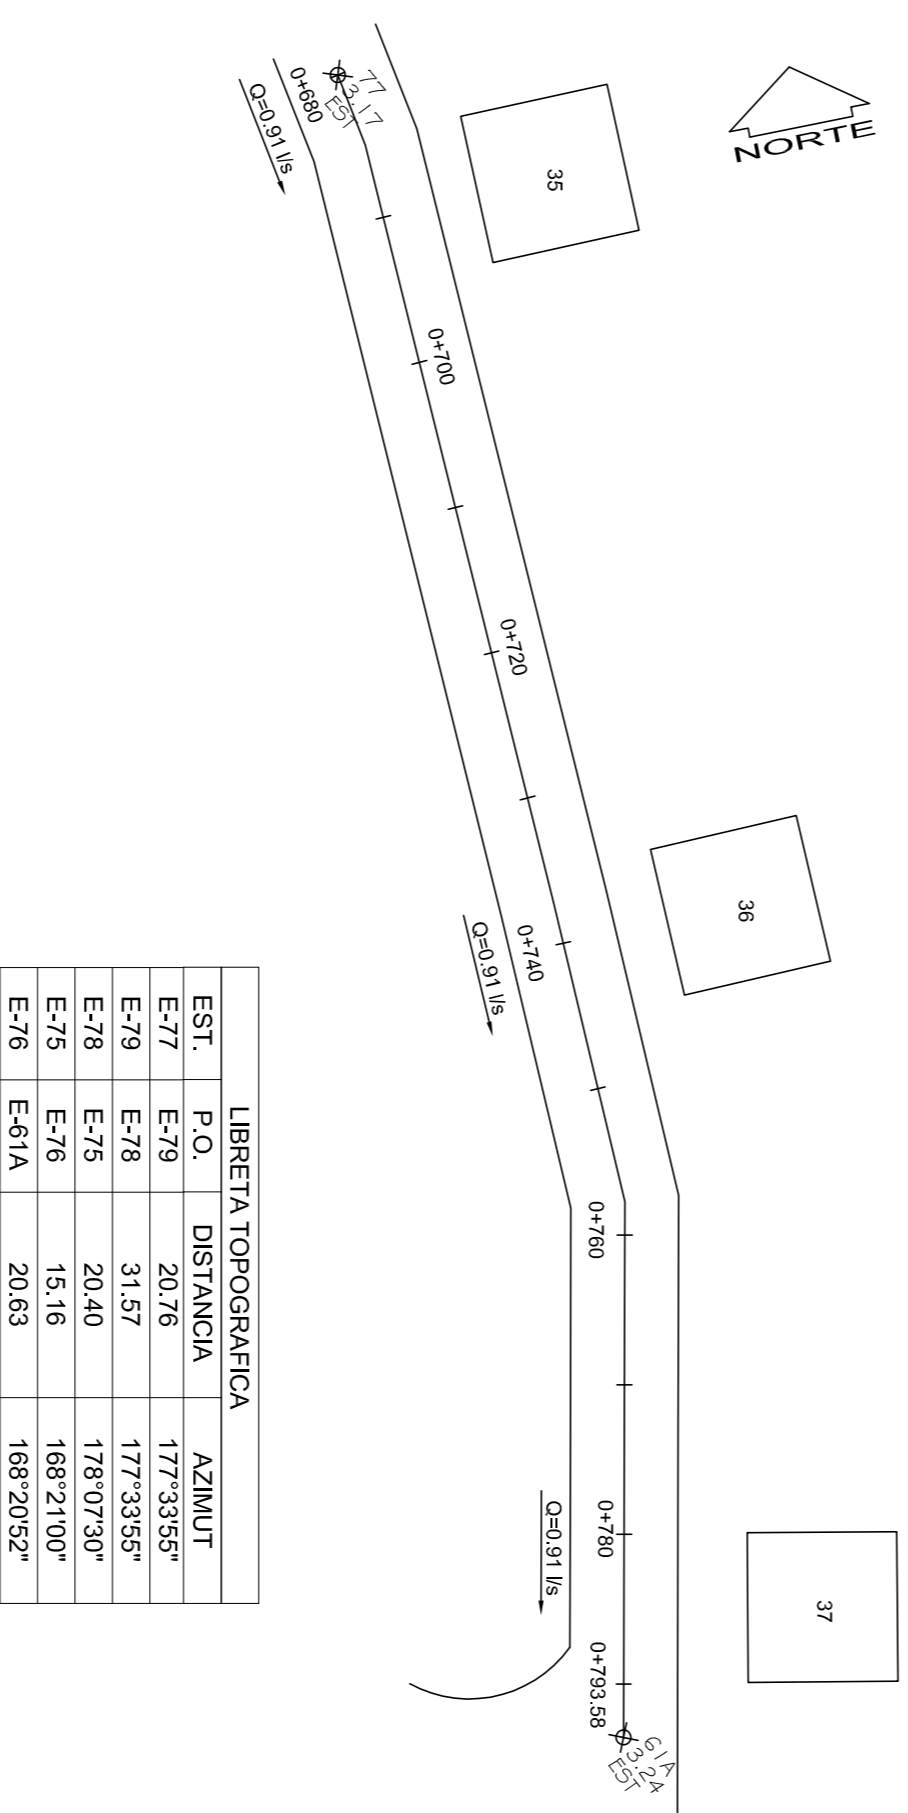 NORTE
35
77
3.17
EST
0+680
Q=0.91 l/s
0+700
0+720
36
0+740
Q=0.91 l/s
0+760
37
0+780
Q=0.91 l/s
0+793.58
61A
3.24
EST
LIBRETA TOPOGRAFICA
EST. P.O. DISTANCIA AZIMUT
E-77 E-79 20.76 177°33'55"
E-79 E-78 31.57 177°33'55"
E-78 E-75 20.40 178°07'30"
E-75 E-76 15.16 168°21'00"
E-76 E-61A 20.63 168°20'52"